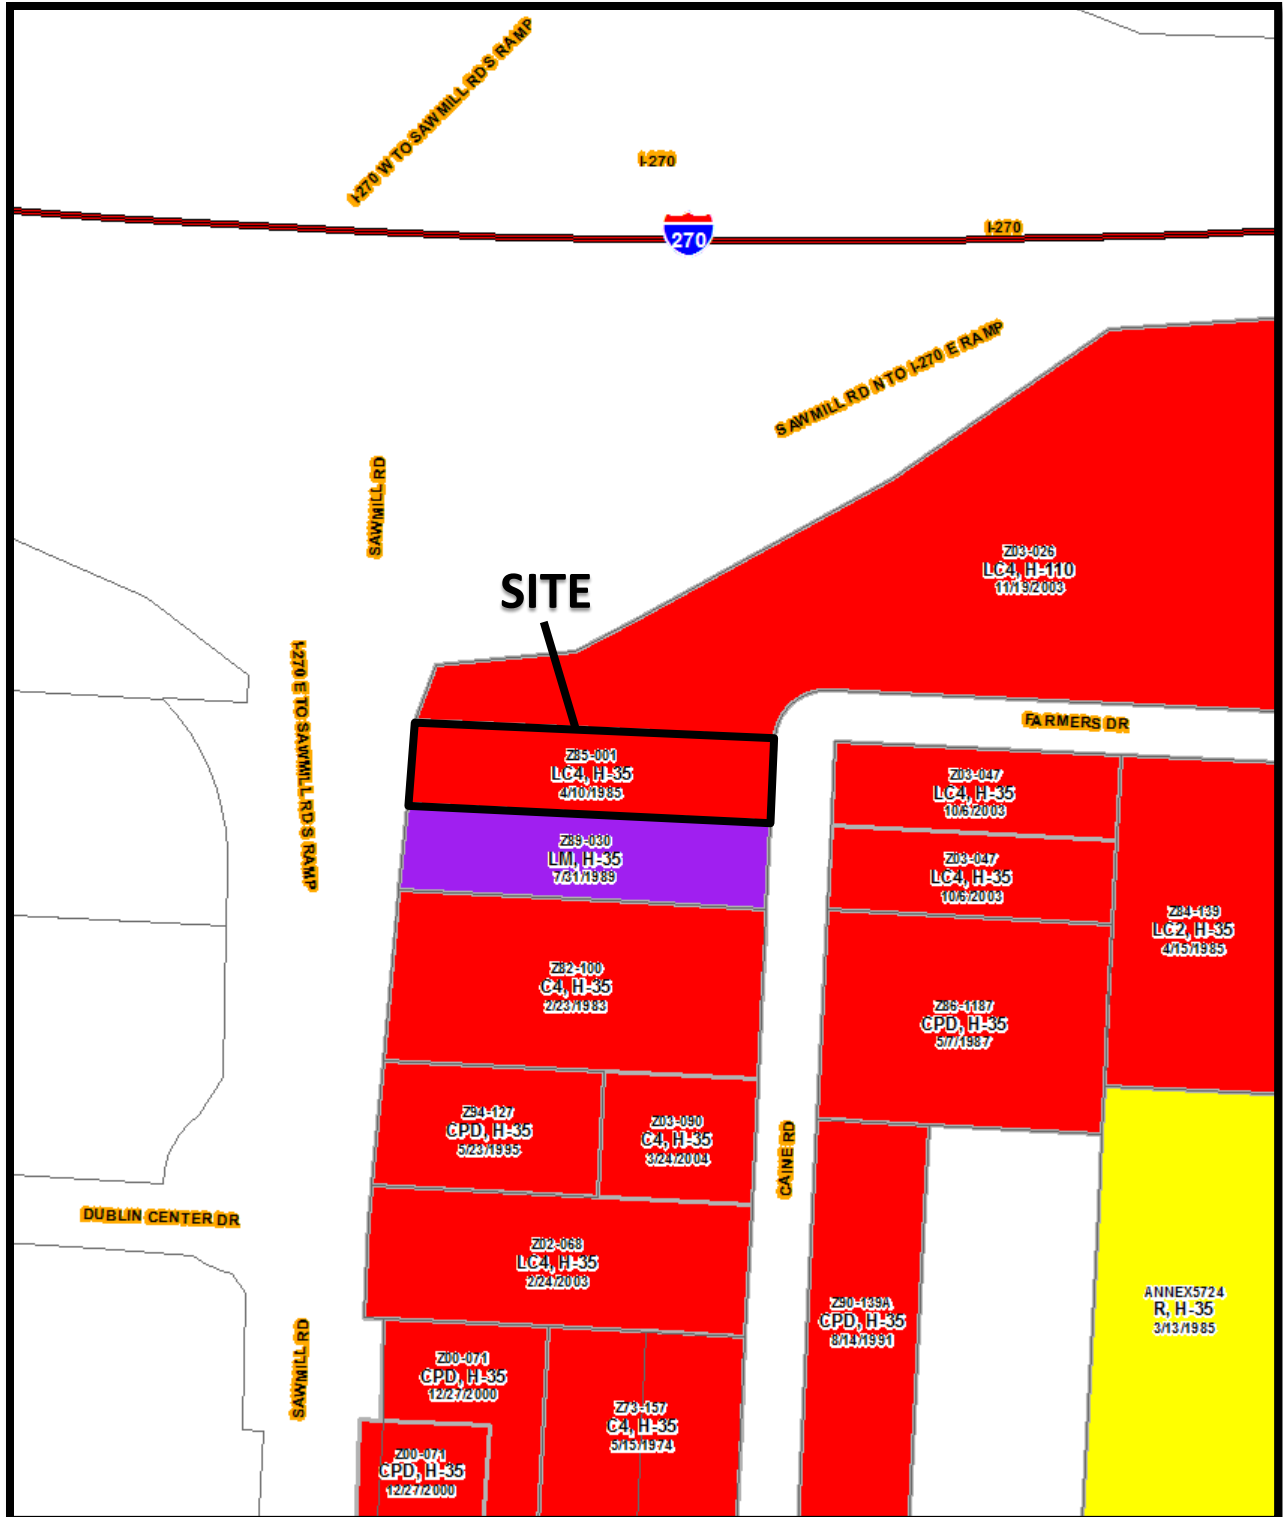 I-270 W TO SAWMILL RD S RAMP
I-270
270
I-270
SAWMILL RD N TO I-270 E RAMP
SAWMILL RD
Z03-026
LC4, H-110
11/19/2003
SITE
I-270 E TO SAWMILL RD S RAMP
FARMERS DR
Z85-001
LC4, H-35
4/10/1985
Z03-047
LC4, H-35
10/6/2003
Z89-030
LM, H-35
7/31/1989
Z03-047
LC4, H-35
10/6/2003
Z84-139
LC2, H-35
4/15/1985
Z82-100
C4, H-35
2/23/1983
Z86-1187
CPD, H-35
5/7/1987
Z94-127
CPD, H-35
5/23/1995
Z03-090
C4, H-35
3/24/2004
CAINE RD
DUBLIN CENTER DR
Z02-068
LC4, H-35
2/24/2003
ANNEX5724
R, H-35
3/13/1985
Z90-139A
CPD, H-35
8/14/1991
SAWMILL RD
Z00-071
CPD, H-35
12/27/2000
Z73-157
C4, H-35
5/15/1974
Z00-071
CPD, H-35
12/27/2000